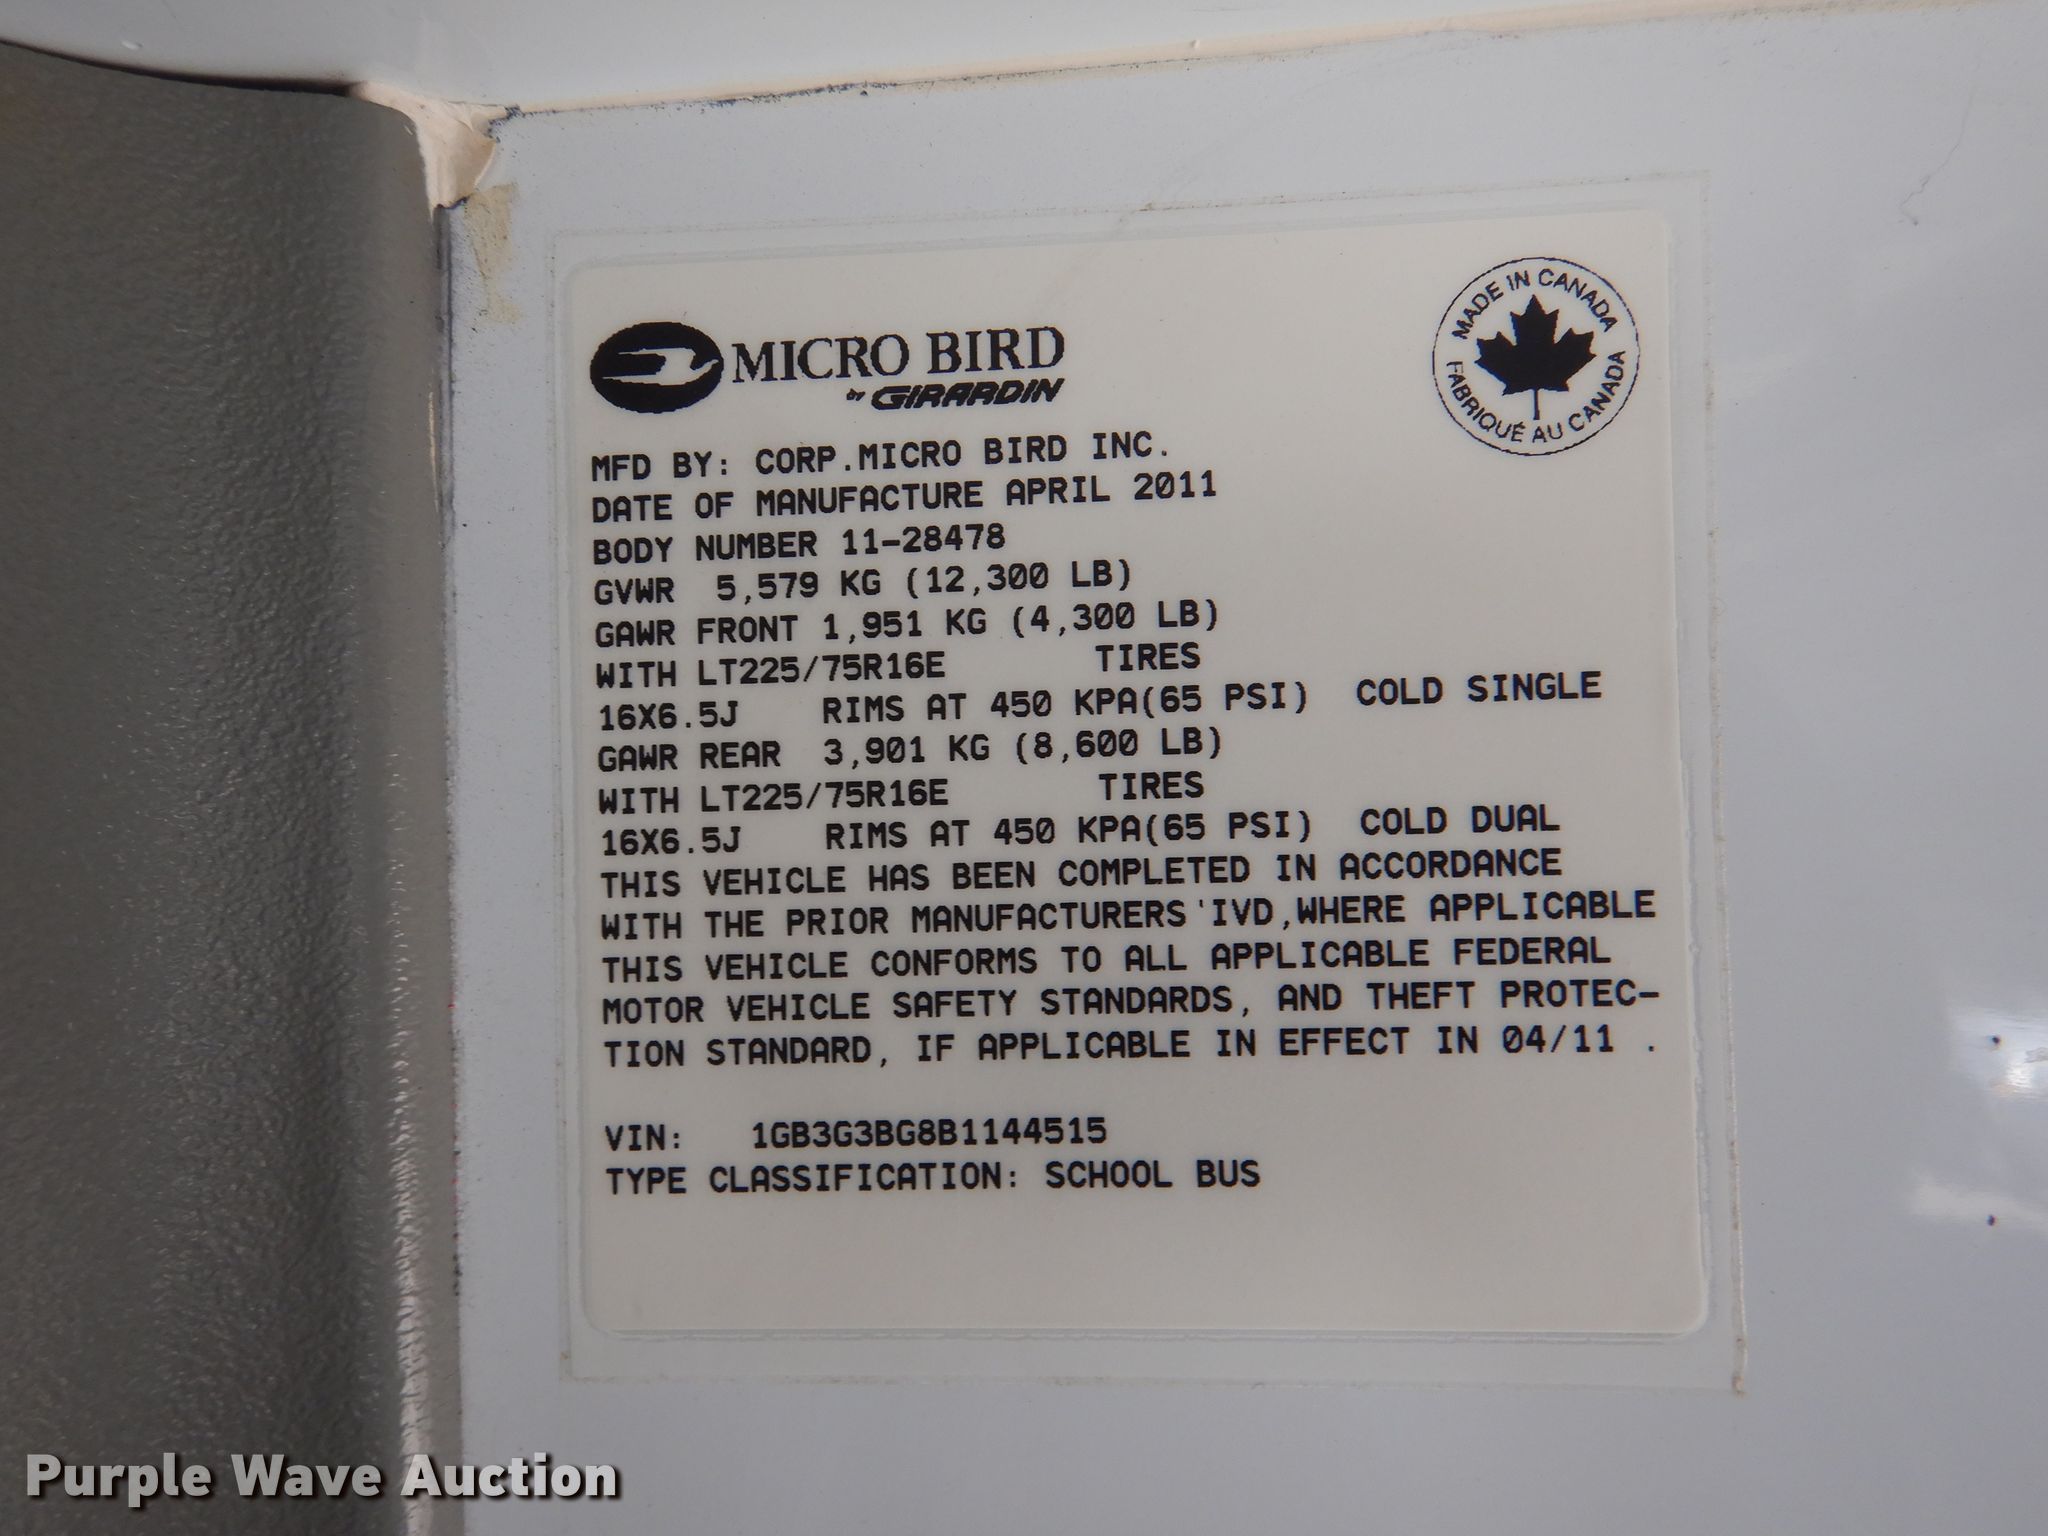 MICRO BIRD
by GIRARDIN
MADE IN CANADA
FABRIQUÉ AU CANADA
MFD BY: CORP.MICRO BIRD INC.
DATE OF MANUFACTURE APRIL 2011
BODY NUMBER 11-28478
GVWR 5,579 KG (12,300 LB)
GAWR FRONT 1,951 KG (4,300 LB)
WITH LT225/75R16E TIRES
16X6.5J RIMS AT 450 KPA(65 PSI) COLD SINGLE
GAWR REAR 3,901 KG (8,600 LB)
WITH LT225/75R16E TIRES
16X6.5J RIMS AT 450 KPA(65 PSI) COLD DUAL
THIS VEHICLE HAS BEEN COMPLETED IN ACCORDANCE
WITH THE PRIOR MANUFACTURERS'IVD,WHERE APPLICABLE
THIS VEHICLE CONFORMS TO ALL APPLICABLE FEDERAL
MOTOR VEHICLE SAFETY STANDARDS, AND THEFT PROTEC-
TION STANDARD, IF APPLICABLE IN EFFECT IN 04/11 .
VIN: 1GB3G3BG8B1144515
TYPE CLASSIFICATION: SCHOOL BUS
Purple Wave Auction